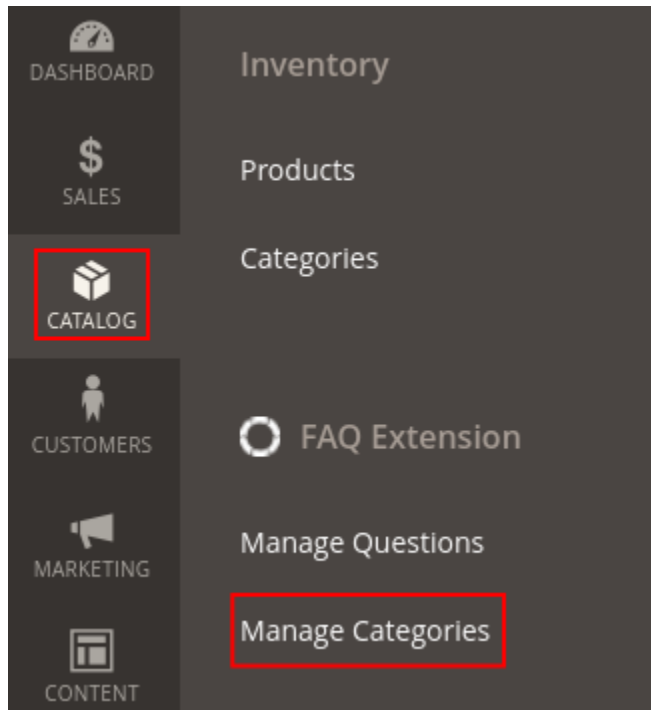 DASHBOARD
SALES
CATALOG
CUSTOMERS
MARKETING
CONTENT
Inventory
Products
Categories
FAQ Extension
Manage Questions
Manage Categories